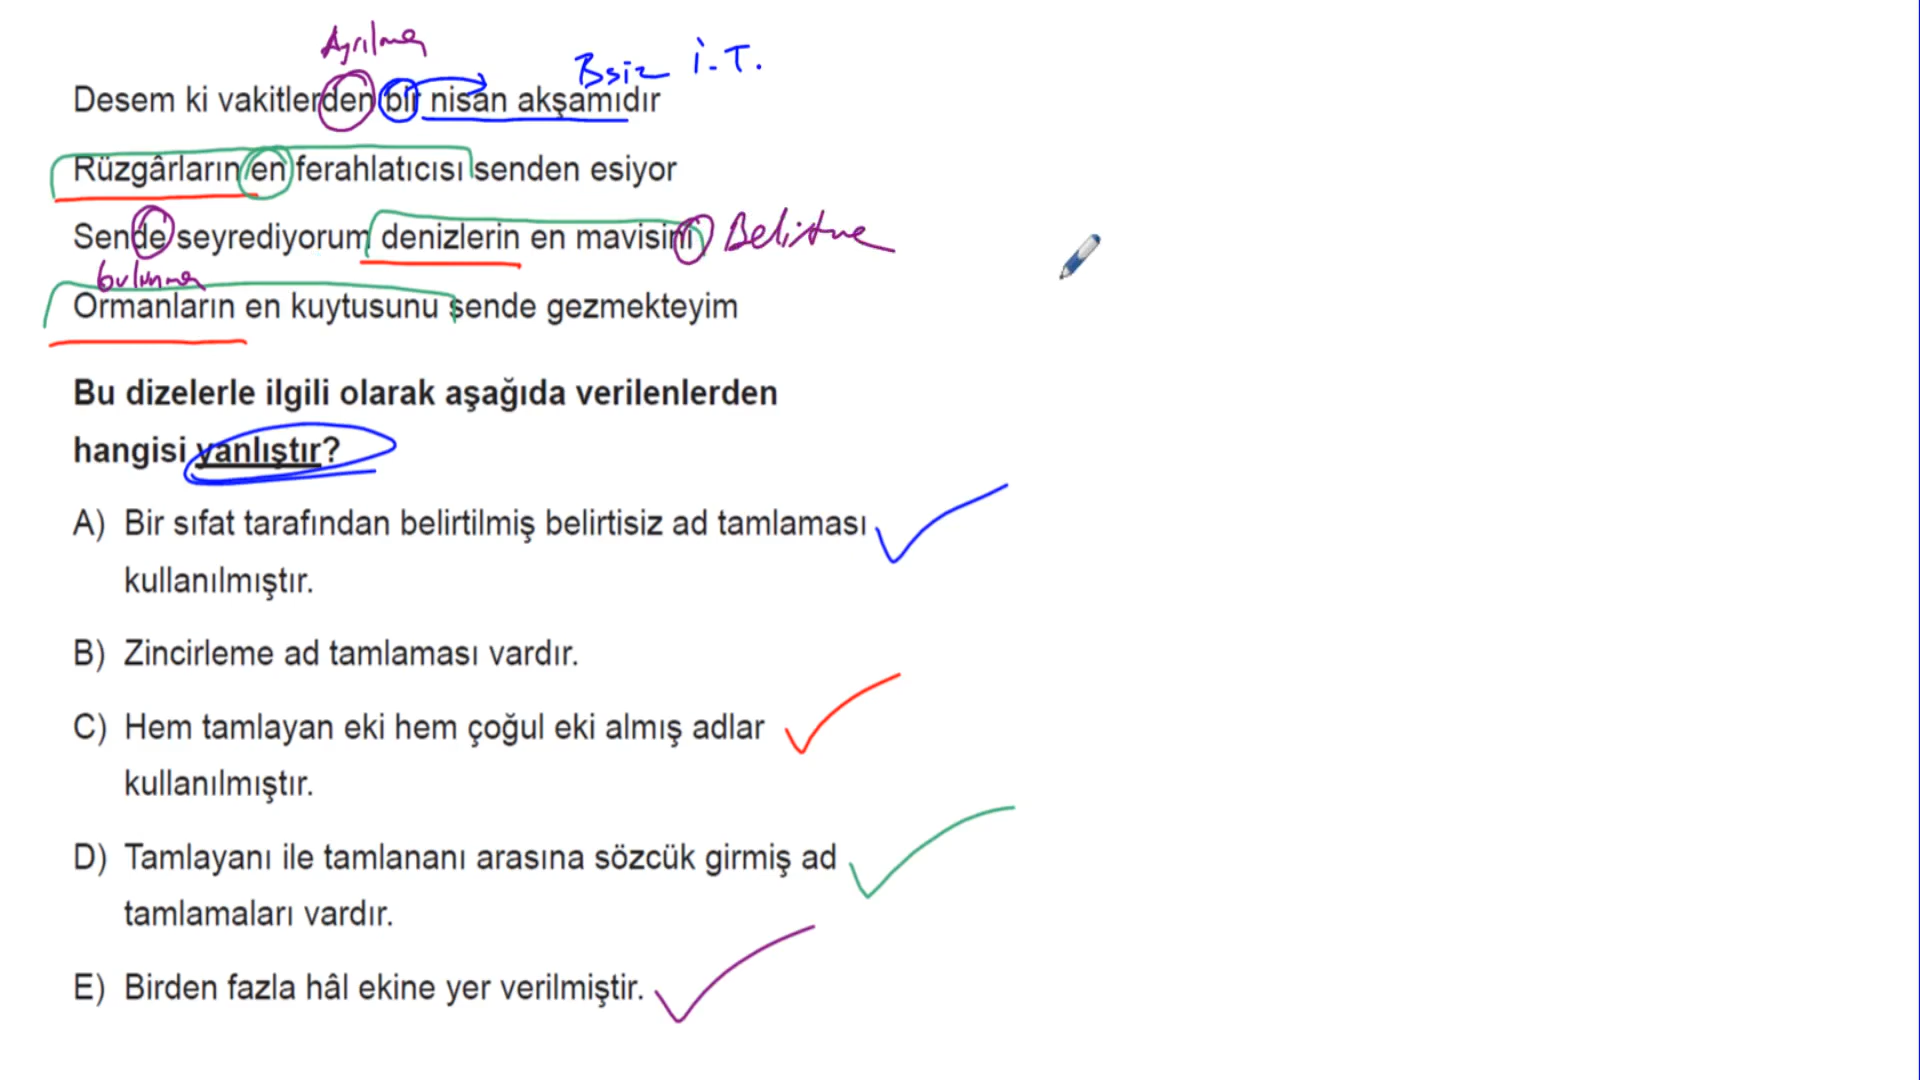 Ayrılma
Bsiz İ.T.
Desem ki vakitlerden bir nisan akşamıdır
Rüzgârların en ferahlatıcısı senden esiyor
Sende seyrediyorum denizlerin en mavisini Belirtme
bulunma
Ormanların en kuytusunu sende gezmekteyim
Bu dizelerle ilgili olarak aşağıda verilenlerden
hangisi yanlıştır?
A) Bir sıfat tarafından belirtilmiş belirtisiz ad tamlaması
kullanılmıştır.
B) Zincirleme ad tamlaması vardır.
C) Hem tamlayan eki hem çoğul eki almış adlar
kullanılmıştır.
D) Tamlayanı ile tamlananı arasına sözcük girmiş ad
tamlamaları vardır.
E) Birden fazla hâl ekine yer verilmiştir.